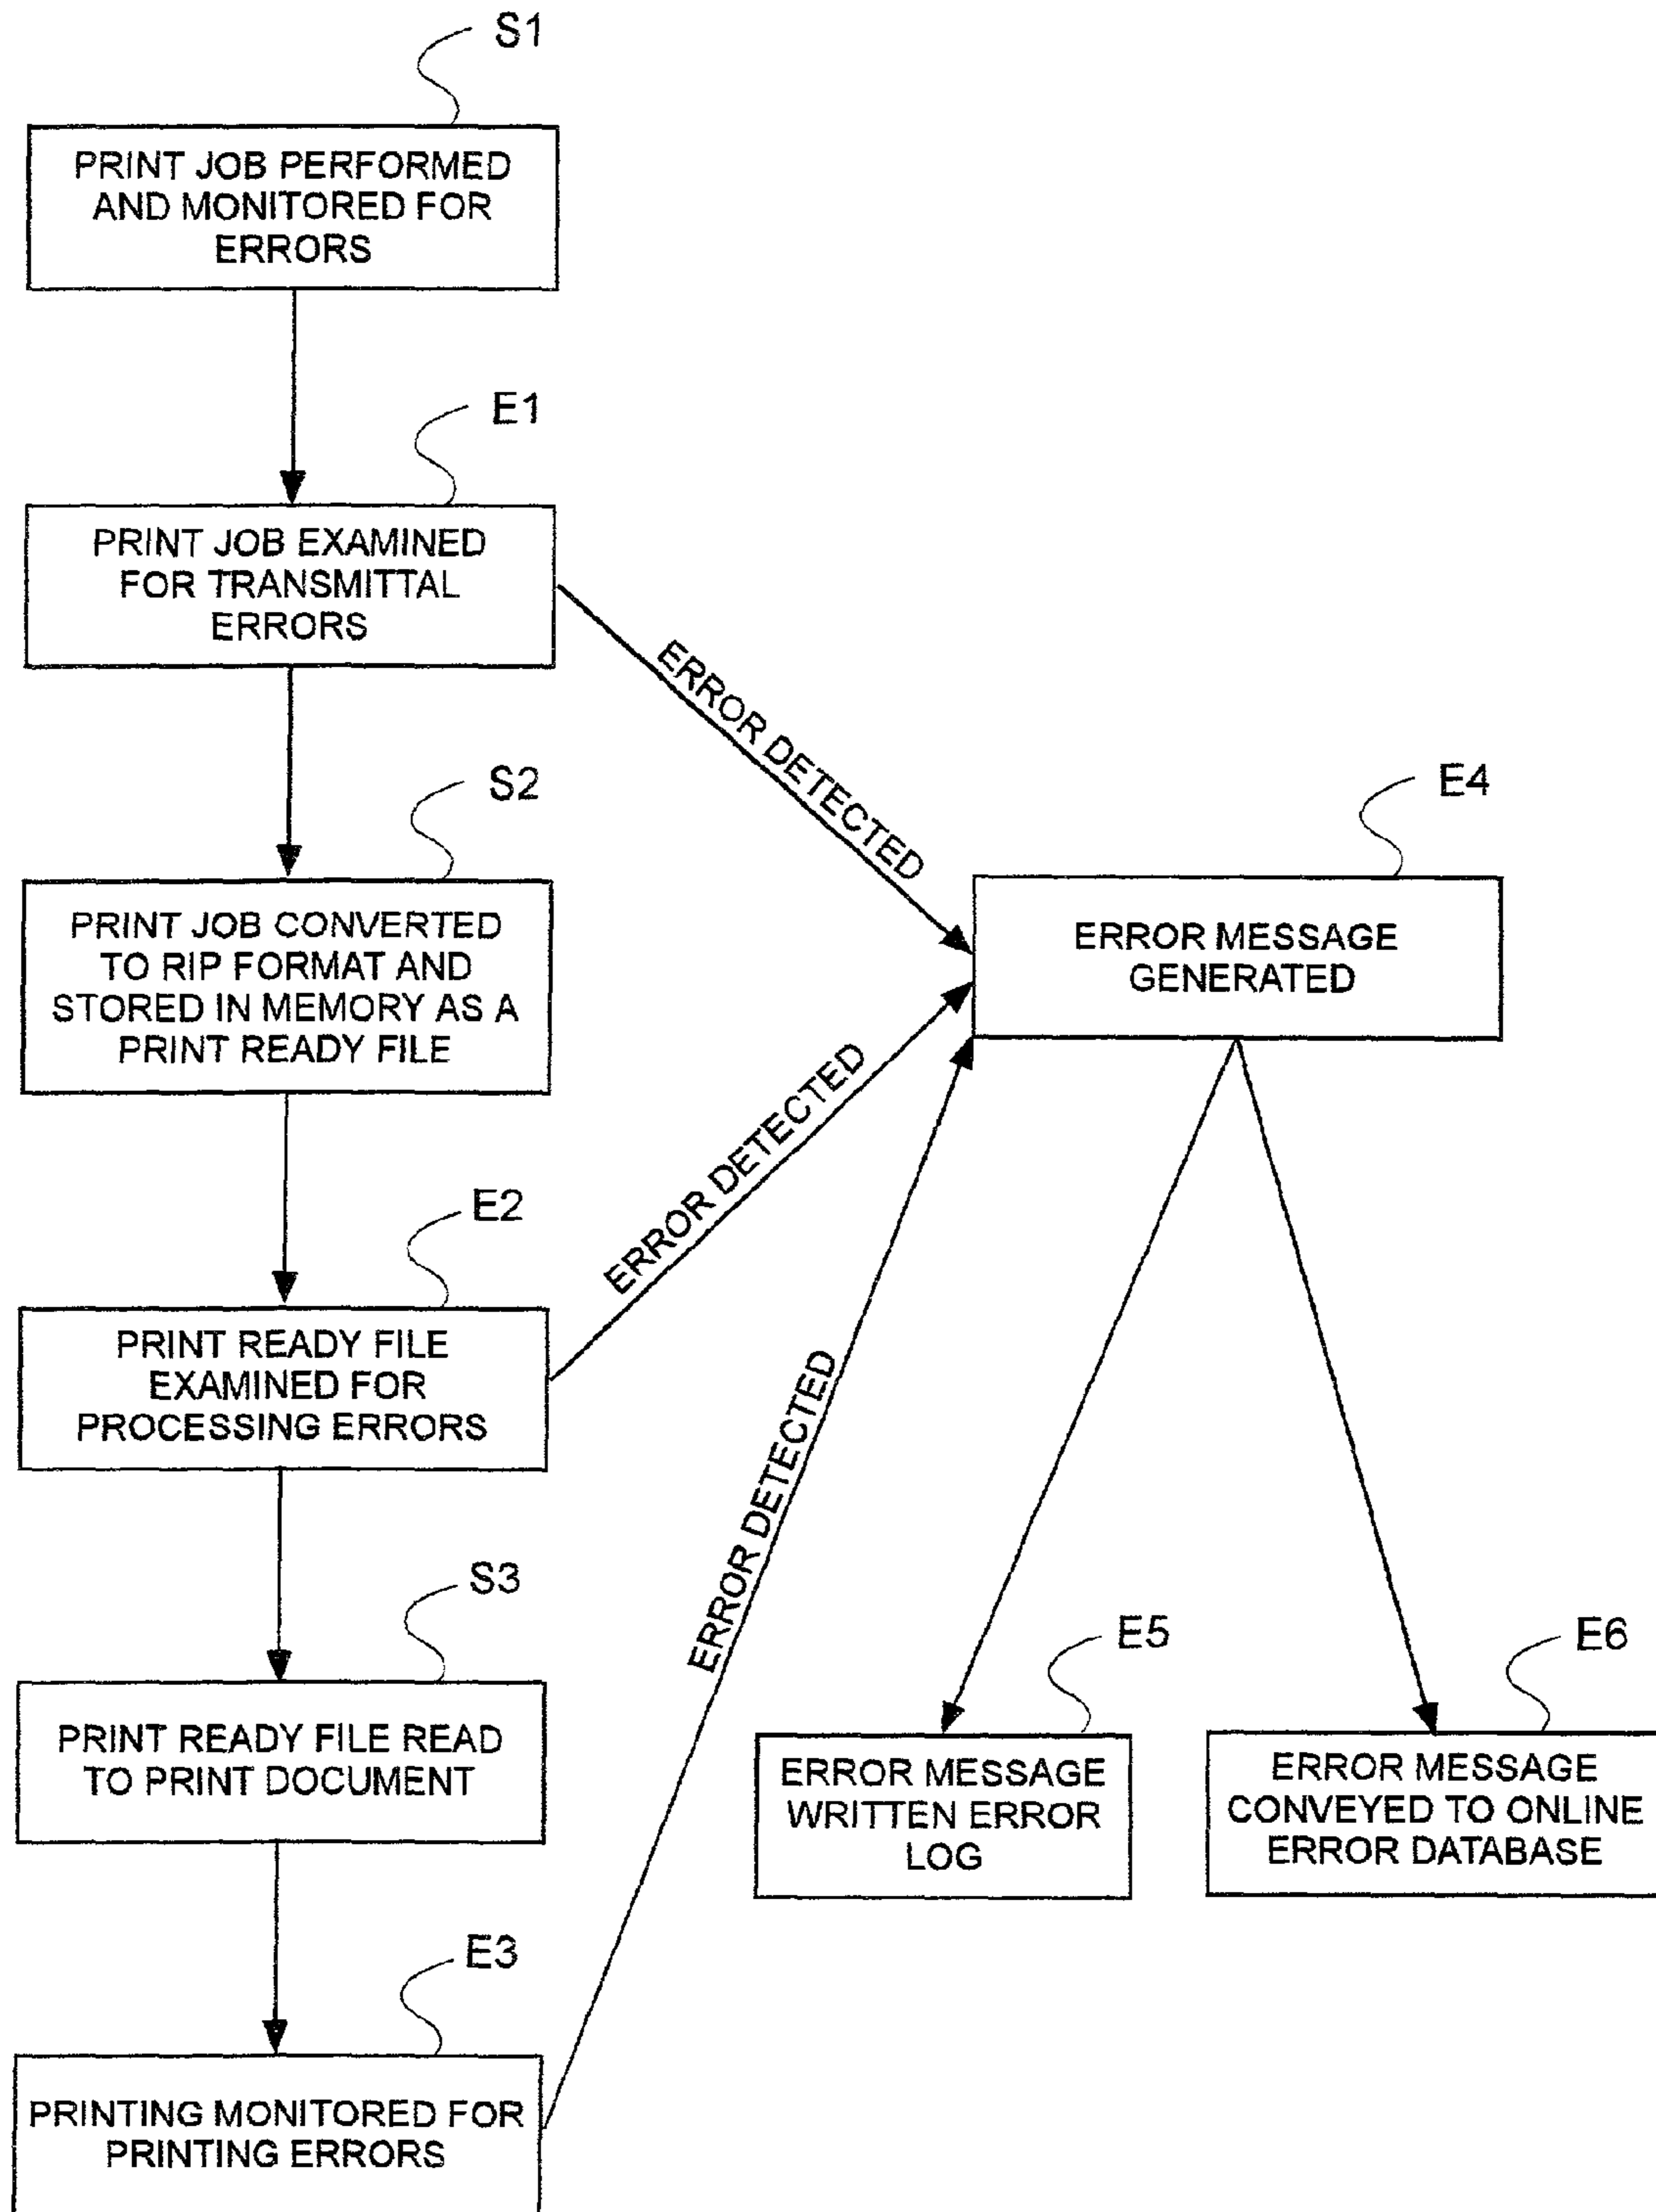 S1
PRINT JOB PERFORMED
AND MONITORED FOR
ERRORS
E1
PRINT JOB EXAMINED
FOR TRANSMITTAL
ERRORS
ERROR DETECTED
S2
PRINT JOB CONVERTED
TO RIP FORMAT AND
STORED IN MEMORY AS A
PRINT READY FILE
E4
ERROR MESSAGE
GENERATED
ERROR DETECTED
E2
PRINT READY FILE
EXAMINED FOR
PROCESSING ERRORS
ERROR DETECTED
S3
PRINT READY FILE READ
TO PRINT DOCUMENT
E5
ERROR MESSAGE
WRITTEN ERROR
LOG
E6
ERROR MESSAGE
CONVEYED TO ONLINE
ERROR DATABASE
E3
PRINTING MONITORED FOR
PRINTING ERRORS